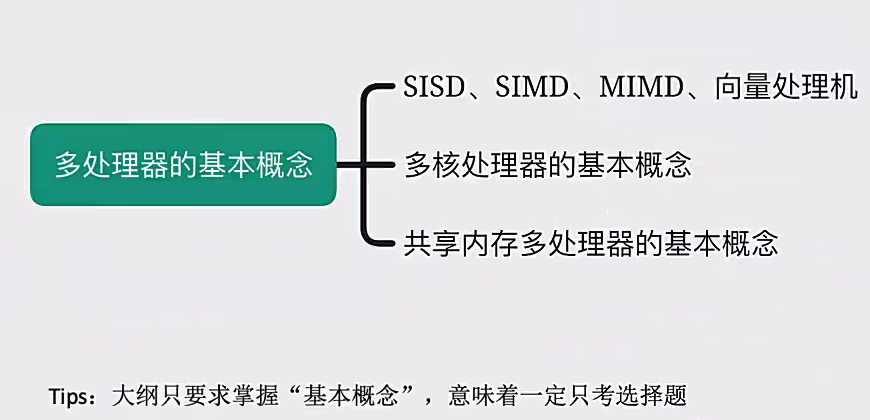 多处理器的基本概念
SISD、SIMD、MIMD、向量处理机
多核处理器的基本概念
共享内存多处理器的基本概念
Tips：大纲只要求掌握“基本概念”，意味着一定只考选择题